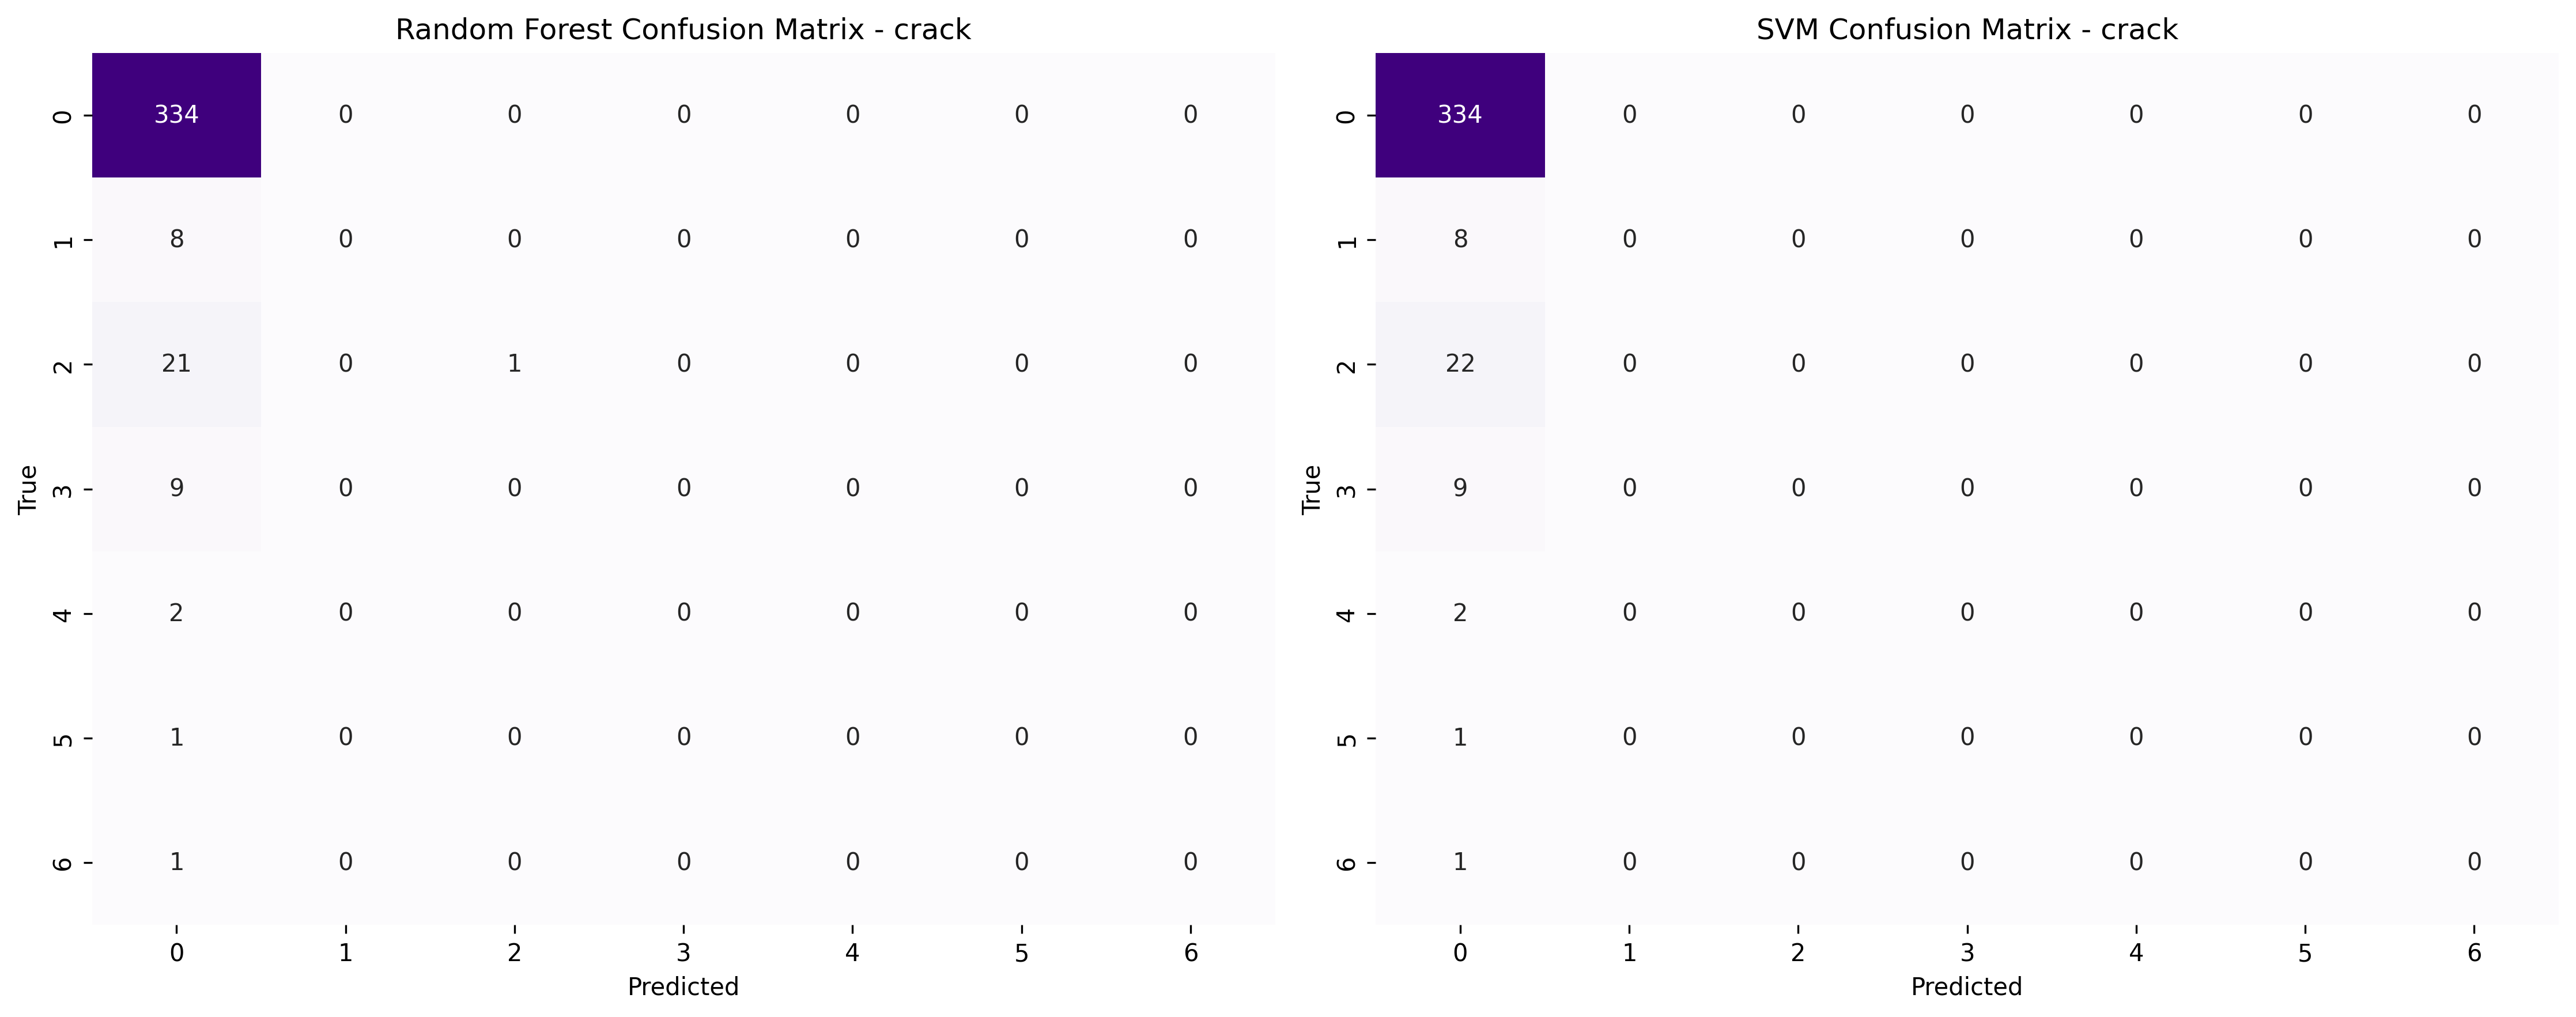 Random Forest Confusion Matrix - crack
True
0 334 0 0 0 0 0 0
1 8 0 0 0 0 0 0
2 21 0 1 0 0 0 0
3 9 0 0 0 0 0 0
4 2 0 0 0 0 0 0
5 1 0 0 0 0 0 0
6 1 0 0 0 0 0 0
0 1 2 3 4 5 6
Predicted
SVM Confusion Matrix - crack
True
0 334 0 0 0 0 0 0
1 8 0 0 0 0 0 0
2 22 0 0 0 0 0 0
3 9 0 0 0 0 0 0
4 2 0 0 0 0 0 0
5 1 0 0 0 0 0 0
6 1 0 0 0 0 0 0
0 1 2 3 4 5 6
Predicted